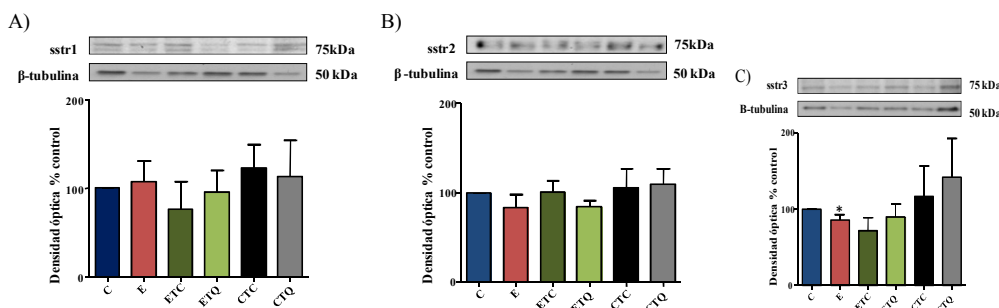 A)
sstr1 75kDa
β-tubulina 50 kDa
Densidad óptica % control
200
100
0
C E ETC ETQ CTC CTQ
B)
sstr2 75kDa
β-tubulina 50 kDa
Densidad óptica % control
200
100
0
C E ETC ETQ CTC CTQ
C)
sstr3 75 kDa
B-tubulina 50 kDa
Densidad óptica % control
200
100
0
*
C E ETC ETQ CTC CTQ